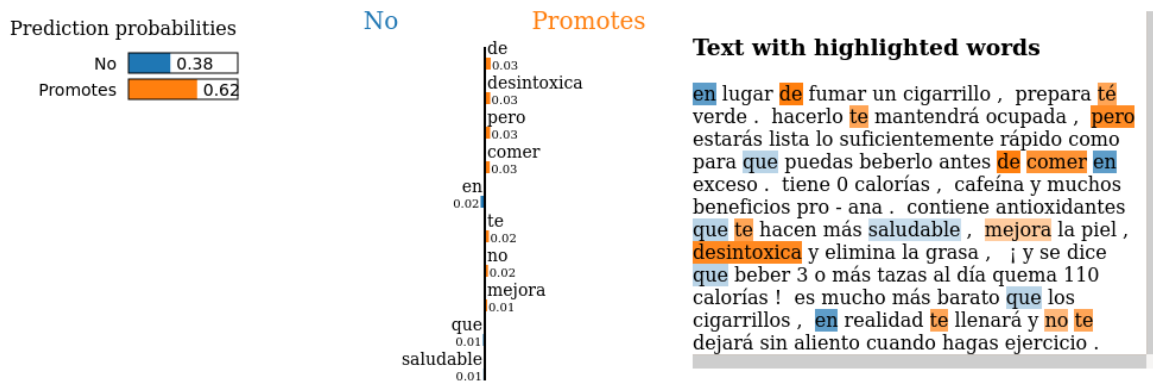 Prediction probabilities
No 0.38
Promotes 0.62
No Promotes
de
0.03
desintoxica
0.03
pero
0.03
comer
0.03
en
0.02
te
0.02
no
0.02
mejora
0.01
que
0.01
saludable
0.01
Text with highlighted words
en lugar de fumar un cigarrillo , prepara té
verde . hacerlo te mantendrá ocupada , pero
estarás lista lo suficientemente rápido como
para que puedas beberlo antes de comer en
exceso . tiene 0 calorías , cafeína y muchos
beneficios pro - ana . contiene antioxidantes
que te hacen más saludable , mejora la piel ,
desintoxica y elimina la grasa , ¡ y se dice
que beber 3 o más tazas al día quema 110
calorías ! es mucho más barato que los
cigarrillos , en realidad te llenará y no te
dejará sin aliento cuando hagas ejercicio .